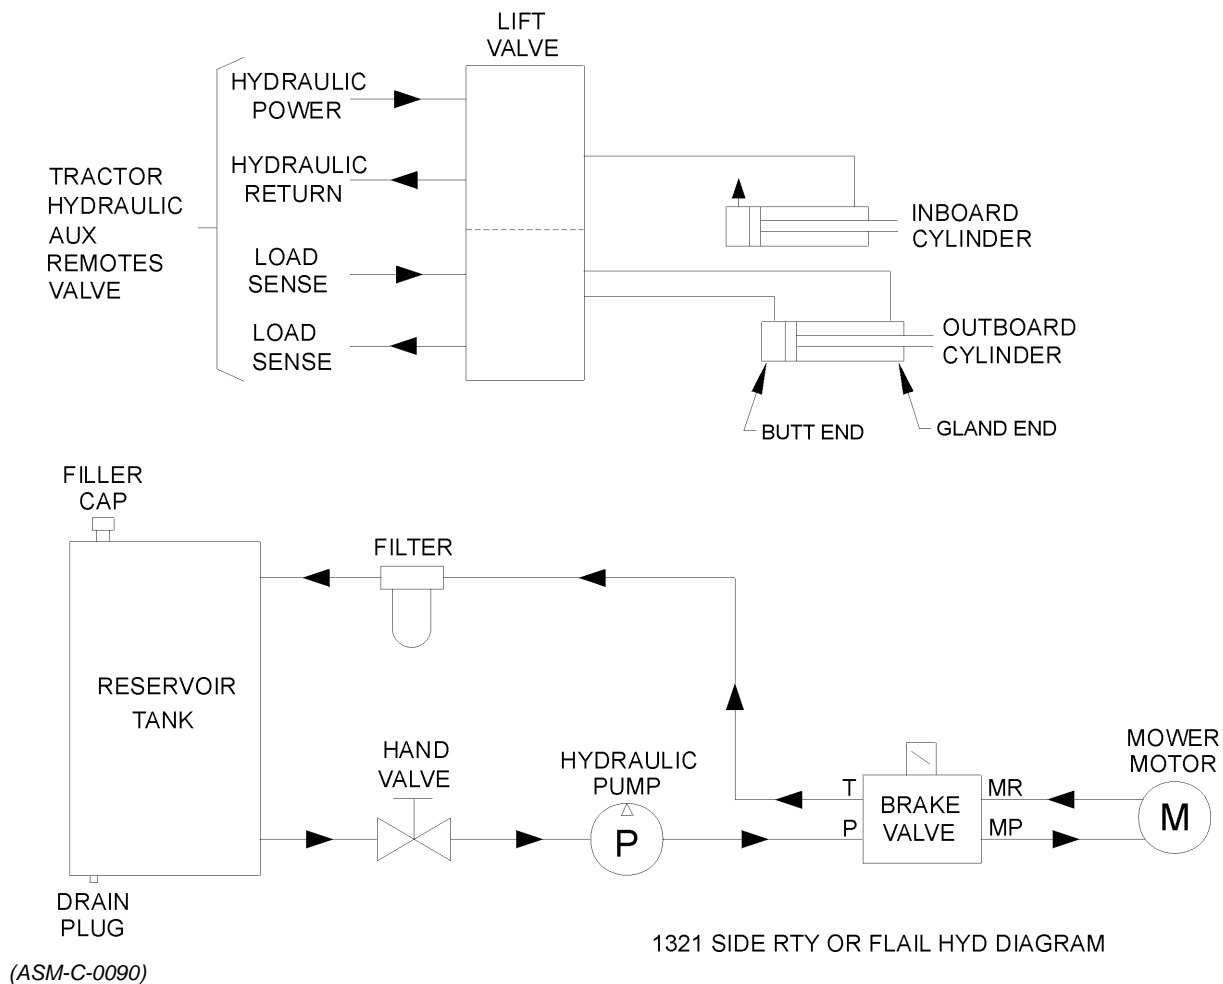 LIFT
VALVE
HYDRAULIC
POWER
HYDRAULIC
RETURN
TRACTOR
HYDRAULIC
AUX
REMOTES
VALVE
LOAD
SENSE
LOAD
SENSE
INBOARD
CYLINDER
OUTBOARD
CYLINDER
BUTT END
GLAND END
FILLER
CAP
FILTER
RESERVOIR
TANK
HAND
VALVE
HYDRAULIC
PUMP
P
T
P
BRAKE
VALVE
MR
MP
MOWER
MOTOR
M
DRAIN
PLUG
1321 SIDE RTY OR FLAIL HYD DIAGRAM
(ASM-C-0090)